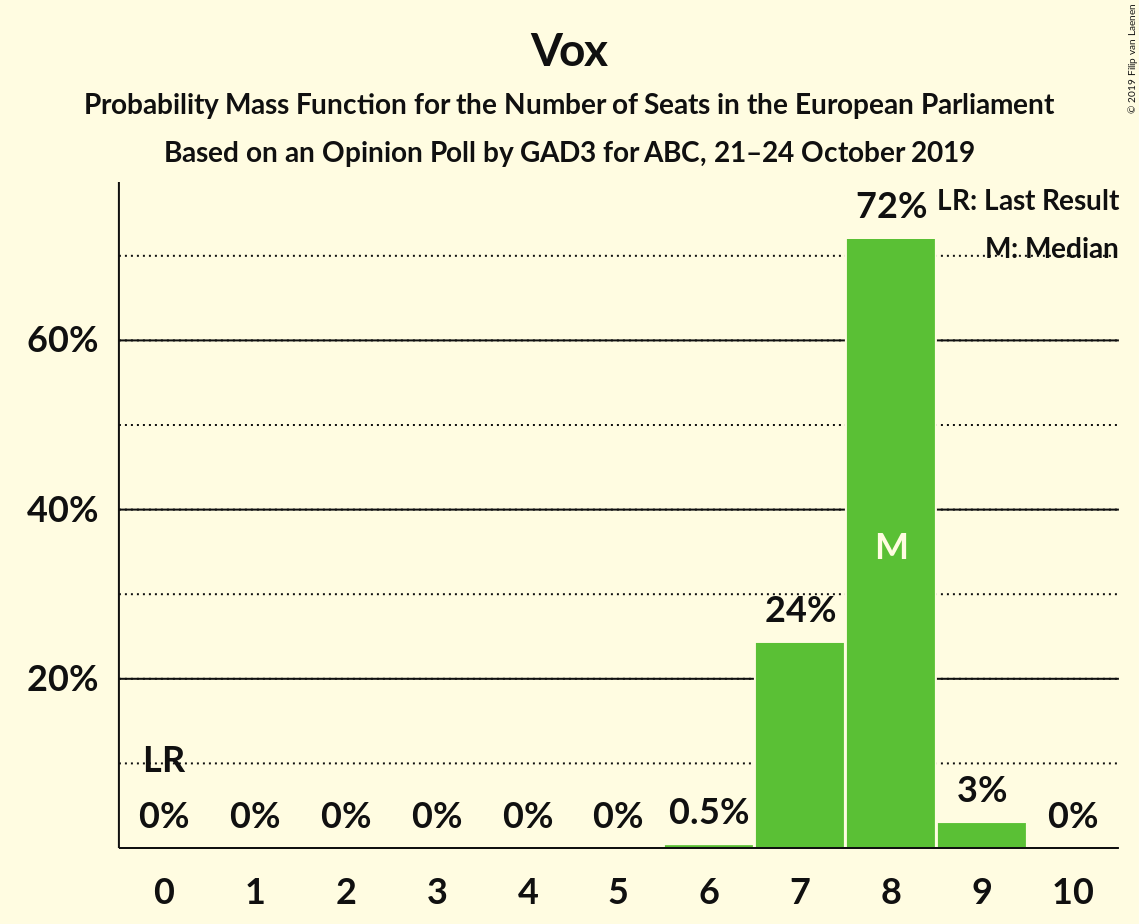 Vox
Probability Mass Function for the Number of Seats in the European Parliament
Based on an Opinion Poll by GAD3 for ABC, 21–24 October 2019
© 2019 Filip van Laenen
LR: Last Result
M: Median
72%
60%
40%
M
24%
20%
LR
0% 0% 0% 0% 0% 0% 0.5% 3% 0%
0 1 2 3 4 5 6 7 8 9 10